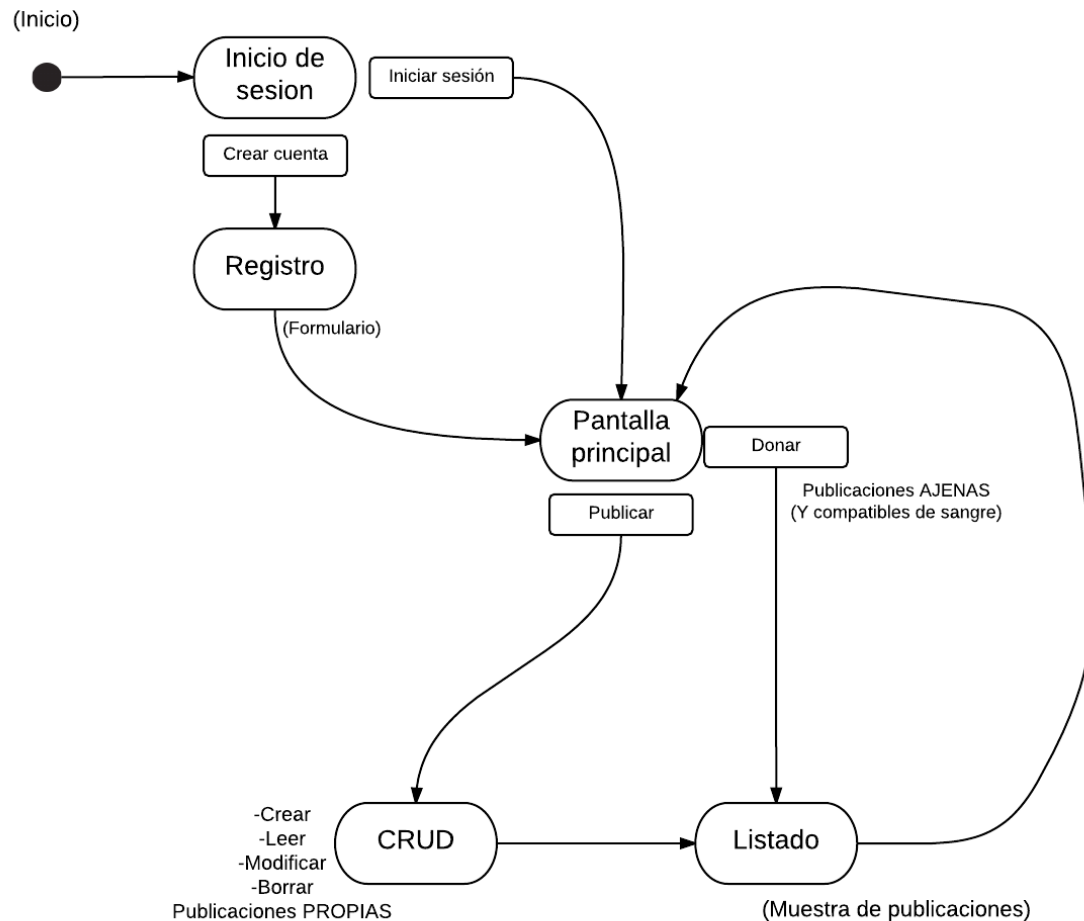 (Inicio)
Inicio de
sesion
Iniciar sesión
Crear cuenta
Registro
(Formulario)
Pantalla
principal
Donar
Publicaciones AJENAS
(Y compatibles de sangre)
Publicar
-Crear
-Leer
-Modificar
-Borrar
Publicaciones PROPIAS
CRUD
Listado
(Muestra de publicaciones)